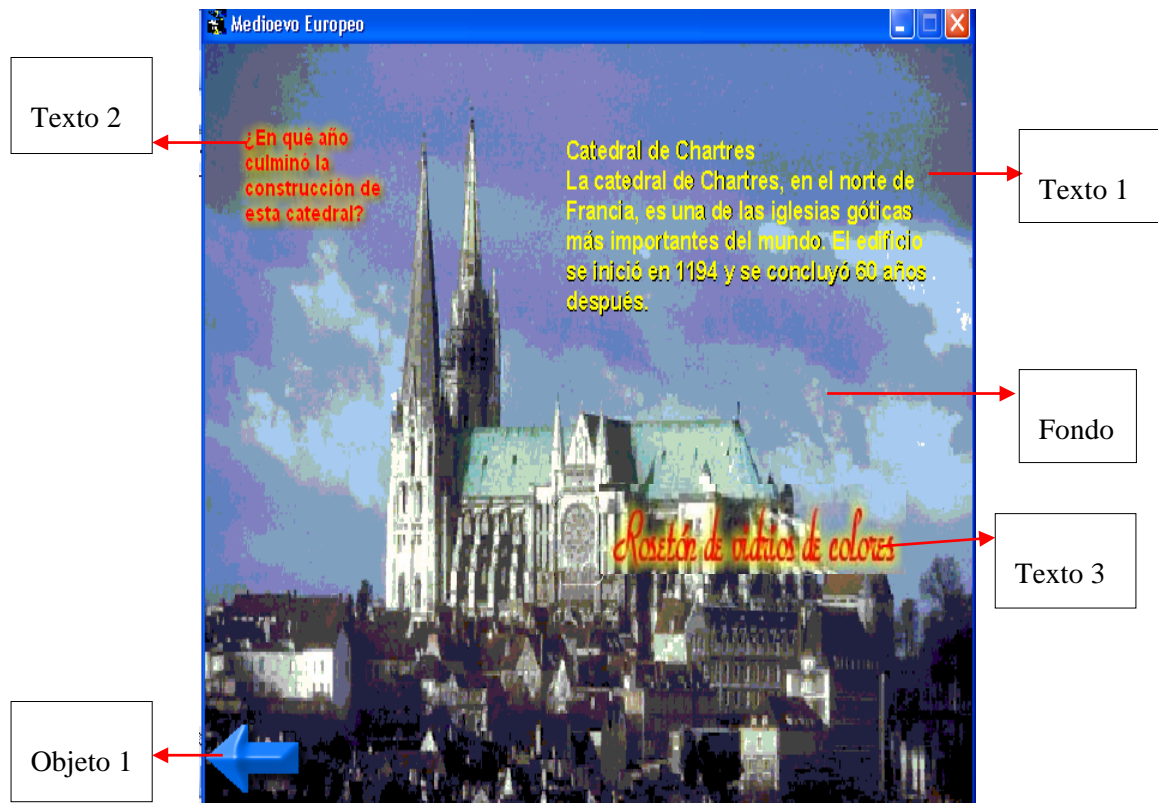 Medioevo Europeo
Texto 2
¿En qué año
culminó la
construcción de
esta catedral?
Catedral de Chartres
La catedral de Chartres, en el norte de
Francia, es una de las iglesias góticas
más importantes del mundo. El edificio
se inició en 1194 y se concluyó 60 años
después.
Texto 1
Fondo
Rosetón de vidrios de colores
Texto 3
Objeto 1